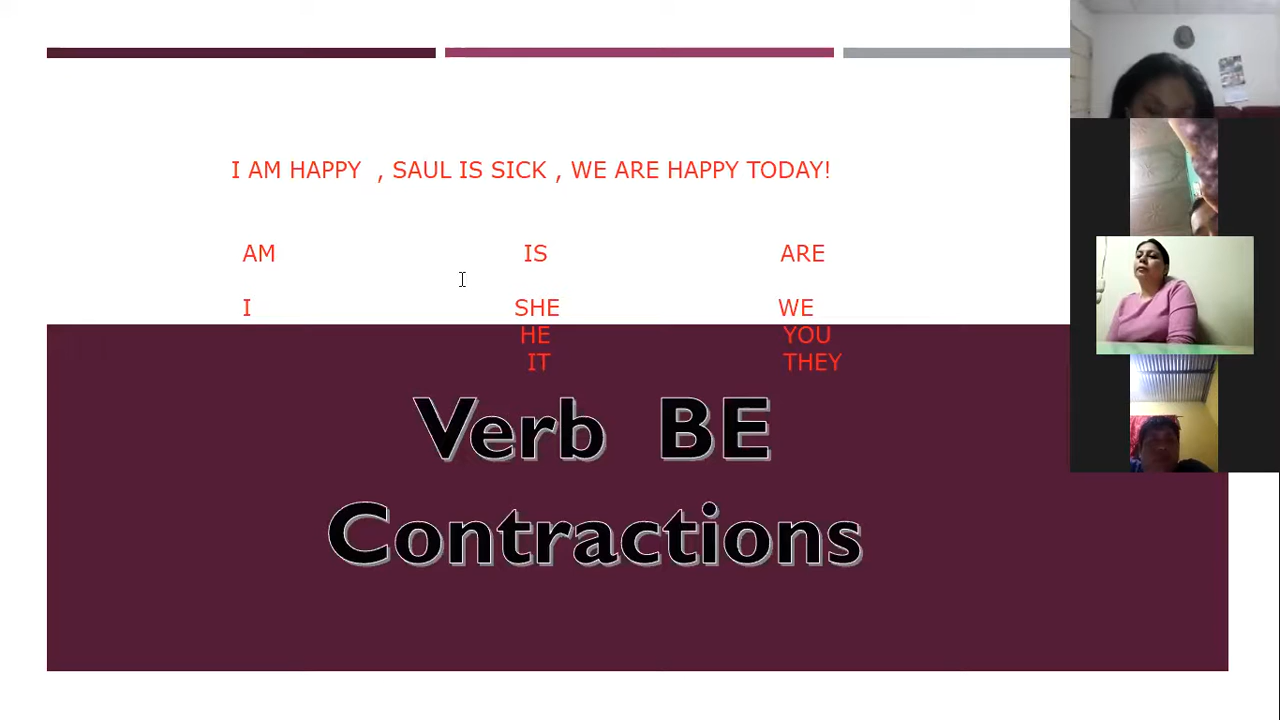 I AM HAPPY , SAUL IS SICK , WE ARE HAPPY TODAY!
AM IS ARE
I SHE WE
HE YOU
IT THEY
Verb BE
Contractions